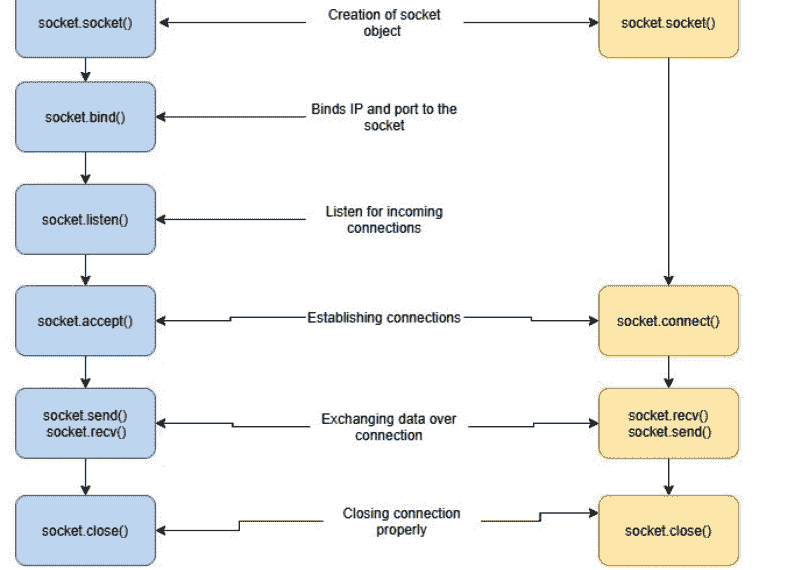 socket.socket()
Creation of socket
object
socket.socket()
socket.bind()
Binds IP and port to the
socket
socket.listen()
Listen for incoming
connections
socket.accept()
Establishing connections
socket.connect()
socket.send()
socket.recv()
Exchanging data over
connection
socket.recv()
socket.send()
socket.close()
Closing connection
properly
socket.close()